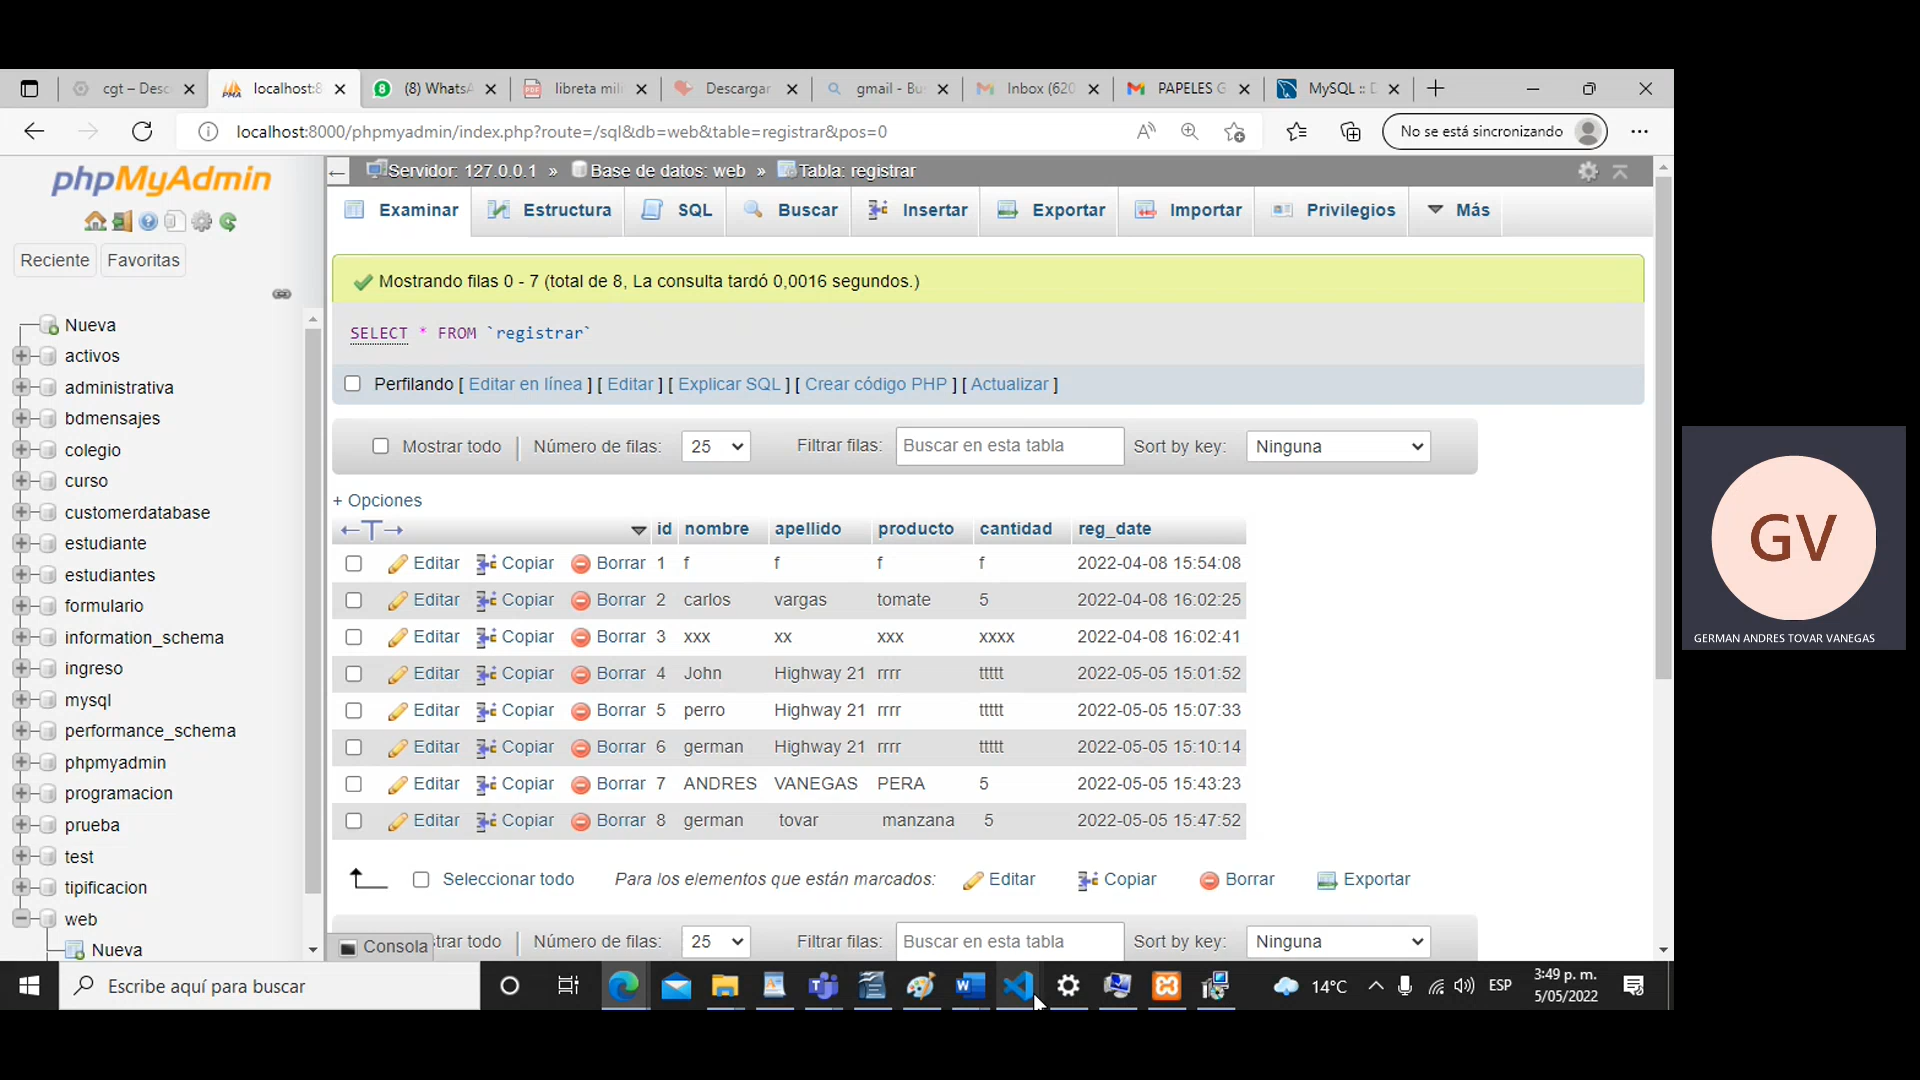 cgt – Desc
localhost:8
(8) WhatsA
libreta mili
Descargar
gmail - Bu
Inbox (620
PAPELES G
MySQL :: D
localhost:8000/phpmyadmin/index.php?route=/sql&db=web&table=registrar&pos=0
No se está sincronizando
phpMyAdmin
Reciente
Favoritas
Nueva
activos
administrativa
bdmensajes
colegio
curso
customerdatabase
estudiante
estudiantes
formulario
information_schema
ingreso
mysql
performance_schema
phpmyadmin
programacion
prueba
test
tipificacion
web
Nueva
Servidor: 127.0.0.1 » Base de datos: web » Tabla: registrar
Examinar Estructura SQL Buscar Insertar Exportar Importar Privilegios Más
Mostrando filas 0 - 7 (total de 8, La consulta tardó 0,0016 segundos.)
SELECT * FROM `registrar`
Perfilando [ Editar en línea ] [ Editar ] [ Explicar SQL ] [ Crear código PHP ] [ Actualizar ]
Mostrar todo | Número de filas: 25 Filtrar filas: Buscar en esta tabla Sort by key: Ninguna
+ Opciones
←T→ id nombre apellido producto cantidad reg_date
Editar Copiar Borrar 1 f f f f 2022-04-08 15:54:08
Editar Copiar Borrar 2 carlos vargas tomate 5 2022-04-08 16:02:25
Editar Copiar Borrar 3 xxx xx xxx xxxx 2022-04-08 16:02:41
Editar Copiar Borrar 4 John Highway 21 rrrr ttttt 2022-05-05 15:01:52
Editar Copiar Borrar 5 perro Highway 21 rrrr ttttt 2022-05-05 15:07:33
Editar Copiar Borrar 6 german Highway 21 rrrr ttttt 2022-05-05 15:10:14
Editar Copiar Borrar 7 ANDRES VANEGAS PERA 5 2022-05-05 15:43:23
Editar Copiar Borrar 8 german tovar manzana 5 2022-05-05 15:47:52
Seleccionar todo Para los elementos que están marcados: Editar Copiar Borrar Exportar
Consola
trar todo | Número de filas: 25 Filtrar filas: Buscar en esta tabla Sort by key: Ninguna
GV
GERMAN ANDRES TOVAR VANEGAS
Escribe aquí para buscar
14°C
ESP
3:49 p. m.
5/05/2022